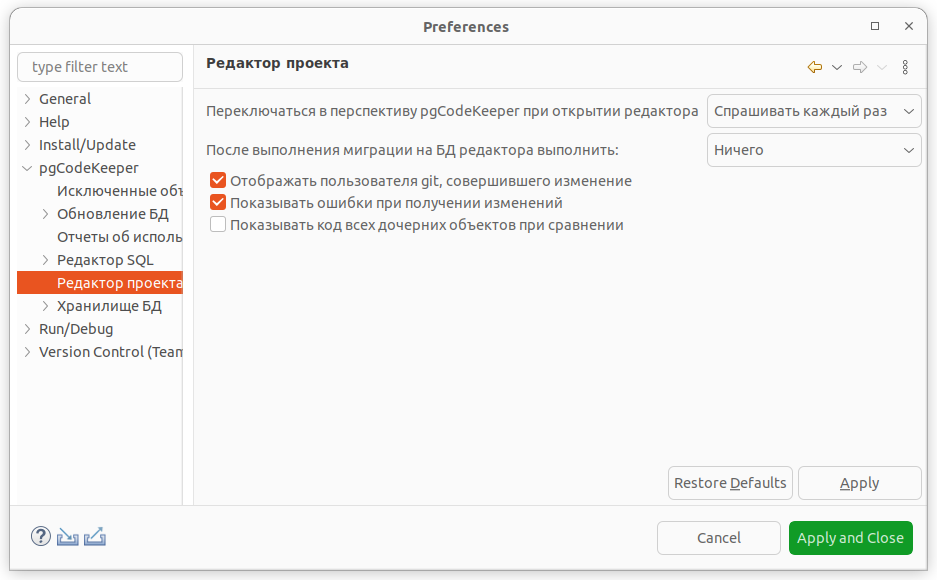 Preferences
type filter text
General
Help
Install/Update
pgCodeKeeper
Исключенные объ
Обновление БД
Отчеты об исполь
Редактор SQL
Редактор проекта
Хранилище БД
Run/Debug
Version Control (Team
Редактор проекта
Переключаться в перспективу pgCodeKeeper при открытии редактора Спрашивать каждый раз
После выполнения миграции на БД редактора выполнить: Ничего
Отображать пользователя git, совершившего изменение
Показывать ошибки при получении изменений
Показывать код всех дочерних объектов при сравнении
Restore Defaults Apply
? Cancel Apply and Close